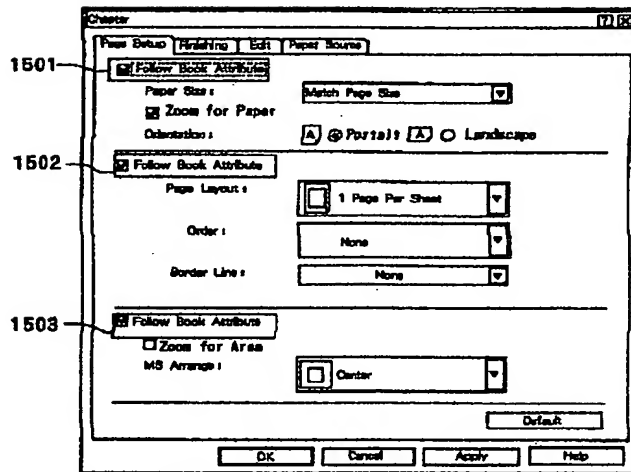 Chapter
Page Setup Finishing Edit Paper Source
1501
Follow Book Attribute
Paper Size: Match Page Size
Zoom for Paper
Orientation: A Portrait A Landscape
1502
Follow Book Attribute
Page Layout: 1 Page Per Sheet
Order: None
Border Line: None
1503
Follow Book Attribute
Zoom for Area
MS Arrange: Center
Default
OK Cancel Apply Help